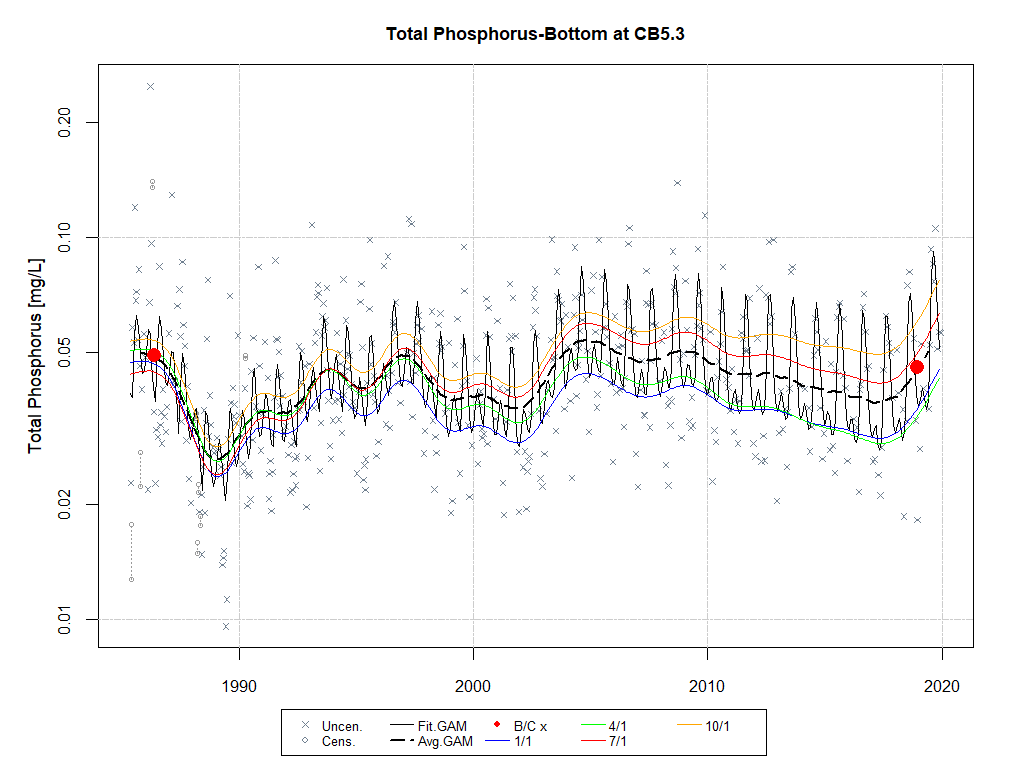 Total Phosphorus-Bottom at CB5.3
Total Phosphorus [mg/L]
0.20
0.10
0.05
0.02
0.01
1990 2000 2010 2020
Uncen. Fit.GAM B/C x 4/1 10/1
Cens. Avg.GAM 1/1 7/1